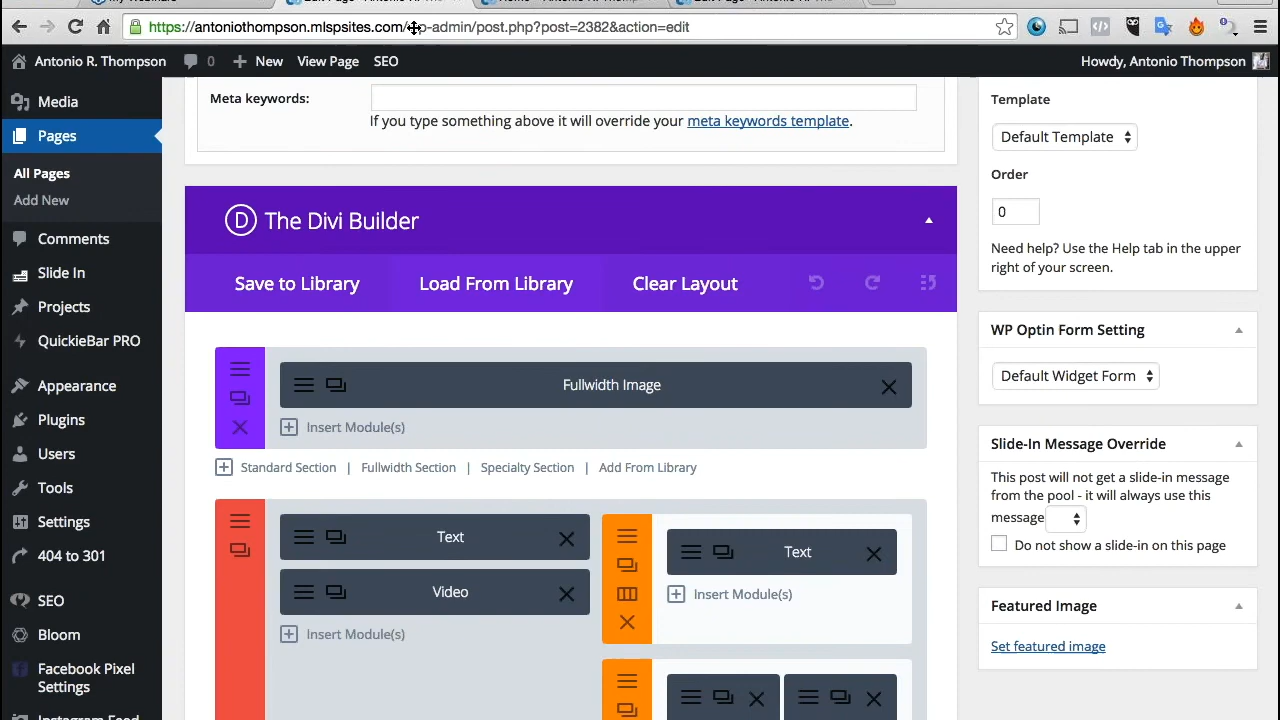 https://antoniothompson.mlspsites.com/wp-admin/post.php?post=2382&action=edit
Antonio R. Thompson
0
New
View Page
SEO
Howdy, Antonio Thompson
Media
Pages
All Pages
Add New
Comments
Slide In
Projects
QuickieBar PRO
Appearance
Plugins
Users
Tools
Settings
404 to 301
SEO
Bloom
Facebook Pixel
Settings
Meta keywords:
If you type something above it will override your meta keywords template.
D The Divi Builder
Save to Library
Load From Library
Clear Layout
Fullwidth Image
Insert Module(s)
Standard Section | Fullwidth Section | Specialty Section | Add From Library
Text
Video
Insert Module(s)
Text
Insert Module(s)
Template
Default Template
Order
0
Need help? Use the Help tab in the upper
right of your screen.
WP Optin Form Setting
Default Widget Form
Slide-In Message Override
This post will not get a slide-in message
from the pool - it will always use this
message
Do not show a slide-in on this page
Featured Image
Set featured image